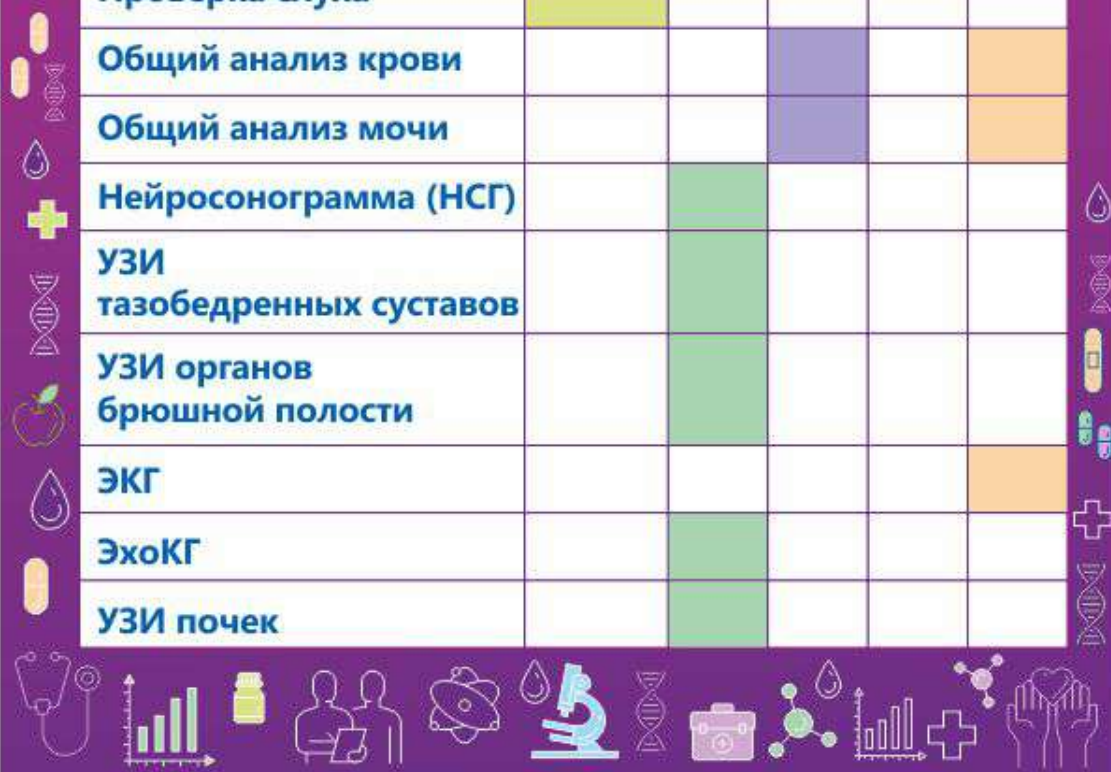 Общий анализ крови
Общий анализ мочи
Нейросонограмма (НСГ)
УЗИ
тазобедренных суставов
УЗИ органов
брюшной полости
ЭКГ
ЭхоКГ
УЗИ почек